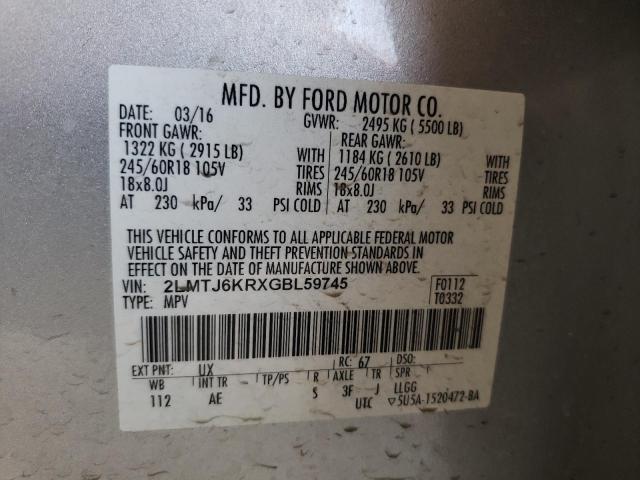 MFD. BY FORD MOTOR CO.
DATE: 03/16 GVWR: 2495 KG ( 5500 LB)
FRONT GAWR: REAR GAWR:
1322 KG ( 2915 LB) WITH 1184 KG ( 2610 LB) WITH
245/60R18 105V TIRES 245/60R18 105V TIRES
18x8.0J RIMS 18x8.0J RIMS
AT 230 kPa/ 33 PSI COLD AT 230 kPa/ 33 PSI COLD
THIS VEHICLE CONFORMS TO ALL APPLICABLE FEDERAL MOTOR
VEHICLE SAFETY AND THEFT PREVENTION STANDARDS IN
EFFECT ON THE DATE OF MANUFACTURE SHOWN ABOVE.
VIN: 2LMTJ6KRXGBL59745 F0112
TYPE: MPV T0332
EXT PNT: UX RC: 67 DSO:
WB INT TR TP/PS R AXLE TR SPR
112 AE S 3F J LLGG
UTC ▽5U5A-1520472-BA